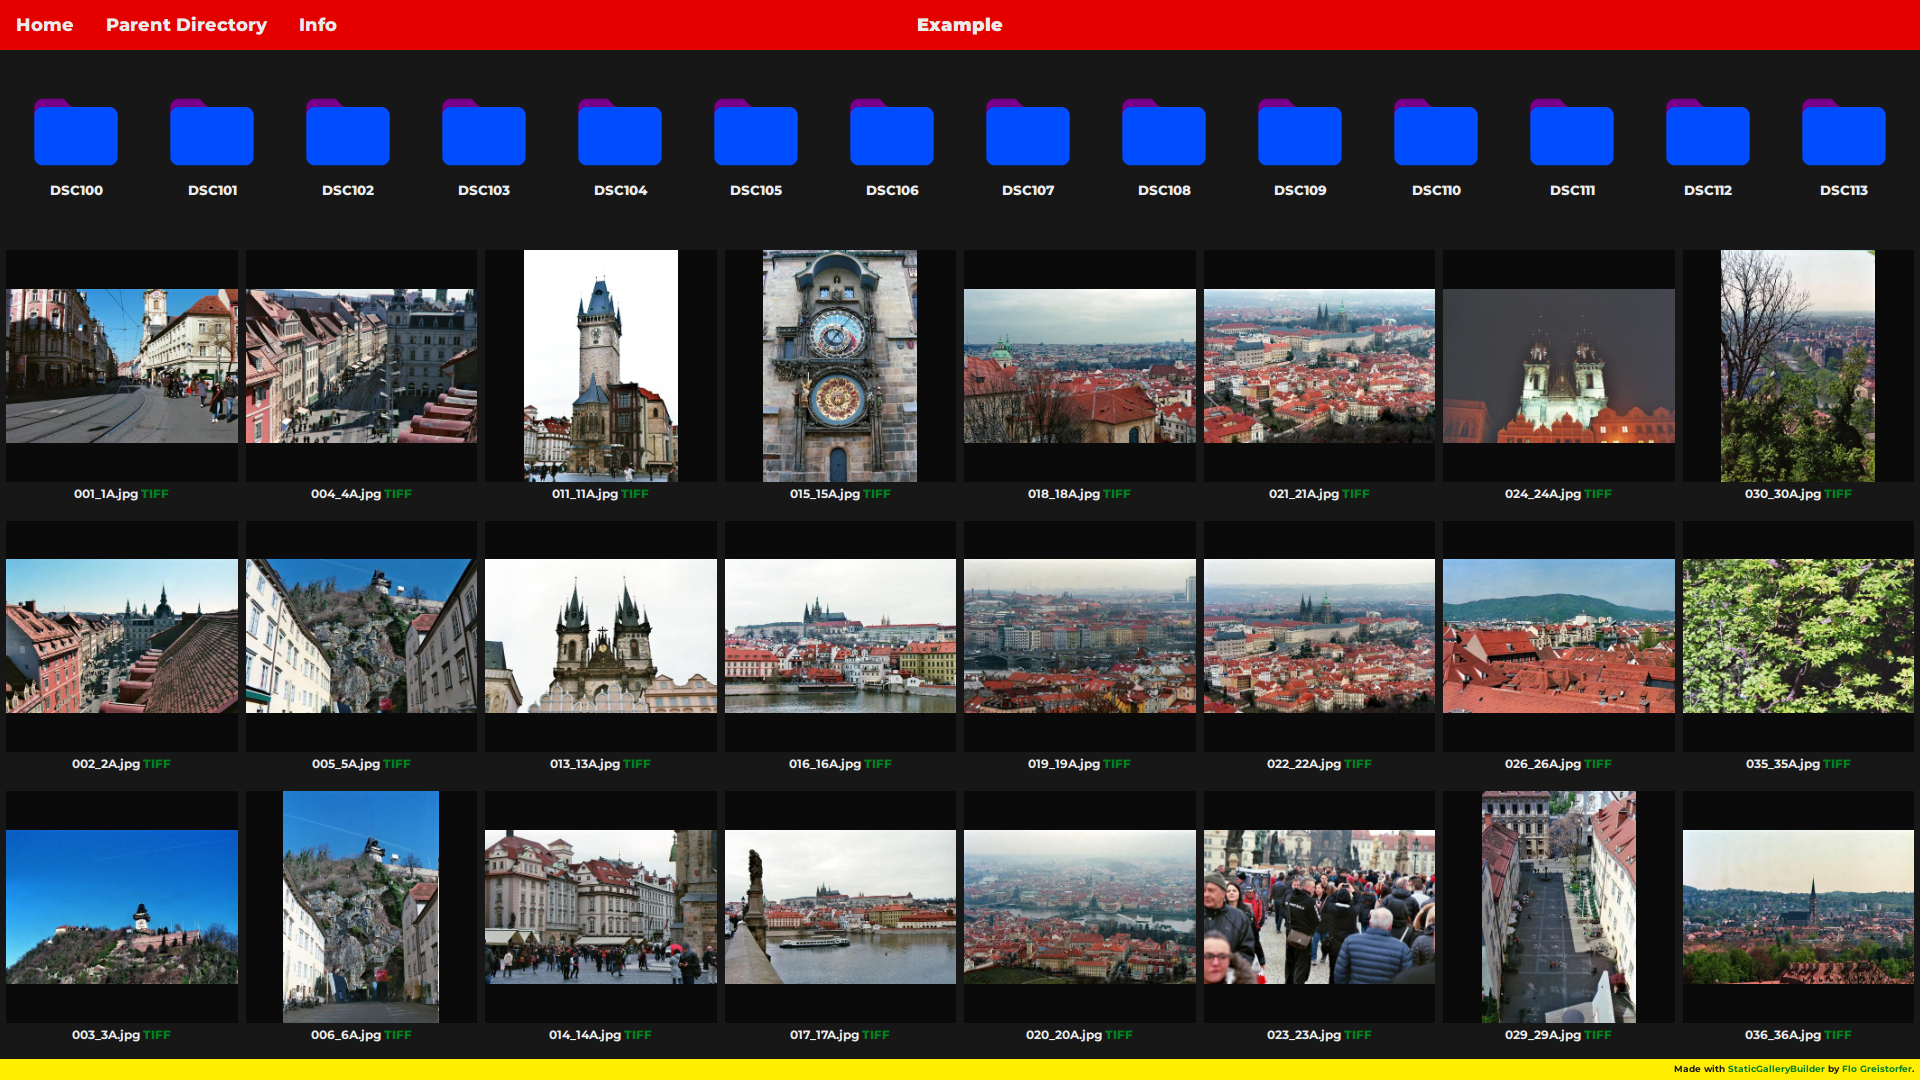 Home Parent Directory Info Example
DSC100 DSC101 DSC102 DSC103 DSC104 DSC105 DSC106 DSC107 DSC108 DSC109 DSC110 DSC111 DSC112 DSC113
001_1A.jpg TIFF 004_4A.jpg TIFF 011_11A.jpg TIFF 015_15A.jpg TIFF 018_18A.jpg TIFF 021_21A.jpg TIFF 024_24A.jpg TIFF 030_30A.jpg TIFF
002_2A.jpg TIFF 005_5A.jpg TIFF 013_13A.jpg TIFF 016_16A.jpg TIFF 019_19A.jpg TIFF 022_22A.jpg TIFF 026_26A.jpg TIFF 035_35A.jpg TIFF
003_3A.jpg TIFF 006_6A.jpg TIFF 014_14A.jpg TIFF 017_17A.jpg TIFF 020_20A.jpg TIFF 023_23A.jpg TIFF 029_29A.jpg TIFF 036_36A.jpg TIFF
Made with StaticGalleryBuilder by Flo Greistorfer.